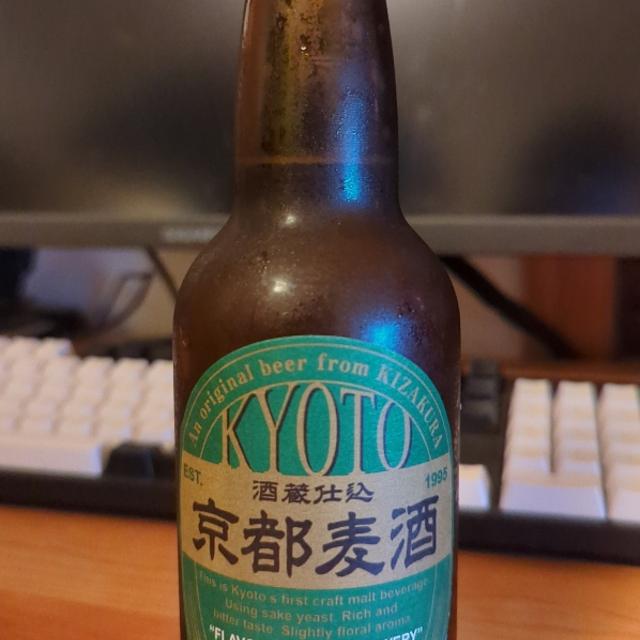 An original beer from KIZAKURA
KYOTO
EST. 1995
酒蔵仕込
京都麦酒
This is Kyoto s first craft malt beverage
Using sake yeast. Rich and
bitter taste. Slightly floral aroma.